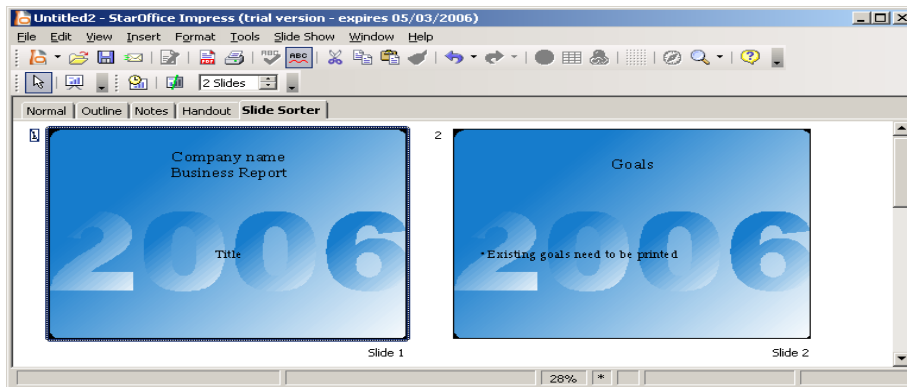 Untitled2 - StarOffice Impress (trial version - expires 05/03/2006)
File Edit View Insert Format Tools Slide Show Window Help
ABC ABC
2 Slides
Normal Outline Notes Handout Slide Sorter
1
Company name
Business Report
2006
Title
Slide 1
2
Goals
2006
•Existing goals need to be printed
Slide 2
28% *